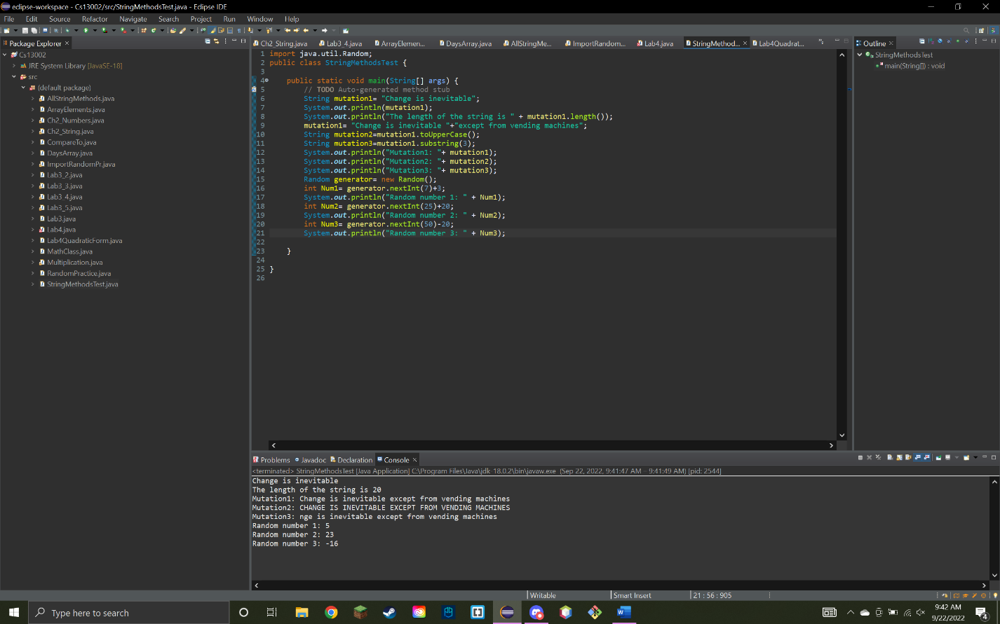 eclipse-workspace - Cs13002/src/StringMethodsTest.java - Eclipse IDE
File Edit Source Refactor Navigate Search Project Run Window Help
Package Explorer
Cs13002
JRE System Library [JavaSE-18]
src
(default package)
AllStringMethods.java
ArrayElements.java
Ch2_Numbers.java
Ch2_String.java
CompareTo.java
DaysArray.java
ImportRandomPr.java
Lab3_2.java
Lab3_3.java
Lab3_4.java
Lab3_5.java
Lab3.java
Lab4.java
Lab4QuadraticForm.java
MathClass.java
Multiplication.java
RandomPractice.java
StringMethodsTest.java
Ch2_String.java Lab3_4.java ArrayElemen... DaysArray.java AllStringMe... ImportRandom... Lab4.java StringMethod... Lab4Quadrat...
1 import java.util.Random;
2 public class StringMethodsTest {
3
4 public static void main(String[] args) {
5 // TODO Auto-generated method stub
6 String mutation1= "Change is inevitable";
7 System.out.println(mutation1);
8 System.out.println("The length of the string is " + mutation1.length());
9 mutation1= "Change is inevitable "+"except from vending machines";
10 String mutation2=mutation1.toUpperCase();
11 String mutation3=mutation1.substring(3);
12 System.out.println("Mutation1: "+ mutation1);
13 System.out.println("Mutation2: "+ mutation2);
14 System.out.println("Mutation3: "+ mutation3);
15 Random generator= new Random();
16 int Num1= generator.nextInt(7)+3;
17 System.out.println("Random number 1: " + Num1);
18 int Num2= generator.nextInt(25)+20;
19 System.out.println("Random number 2: " + Num2);
20 int Num3= generator.nextInt(50)-20;
21 System.out.println("Random number 3: " + Num3);
22
23 }
24
25 }
26
Outline
StringMethodsTest
main(String[]) : void
Problems Javadoc Declaration Console
<terminated> StringMethodsTest [Java Application] C:\Program Files\Java\jdk-18.0.2\bin\javaw.exe (Sep 22, 2022, 9:41:47 AM – 9:41:49 AM) [pid: 2544]
Change is inevitable
The length of the string is 20
Mutation1: Change is inevitable except from vending machines
Mutation2: CHANGE IS INEVITABLE EXCEPT FROM VENDING MACHINES
Mutation3: nge is inevitable except from vending machines
Random number 1: 5
Random number 2: 23
Random number 3: -16
Writable Smart Insert 21 : 56 : 905
Type here to search
9:42 AM
9/22/2022
4